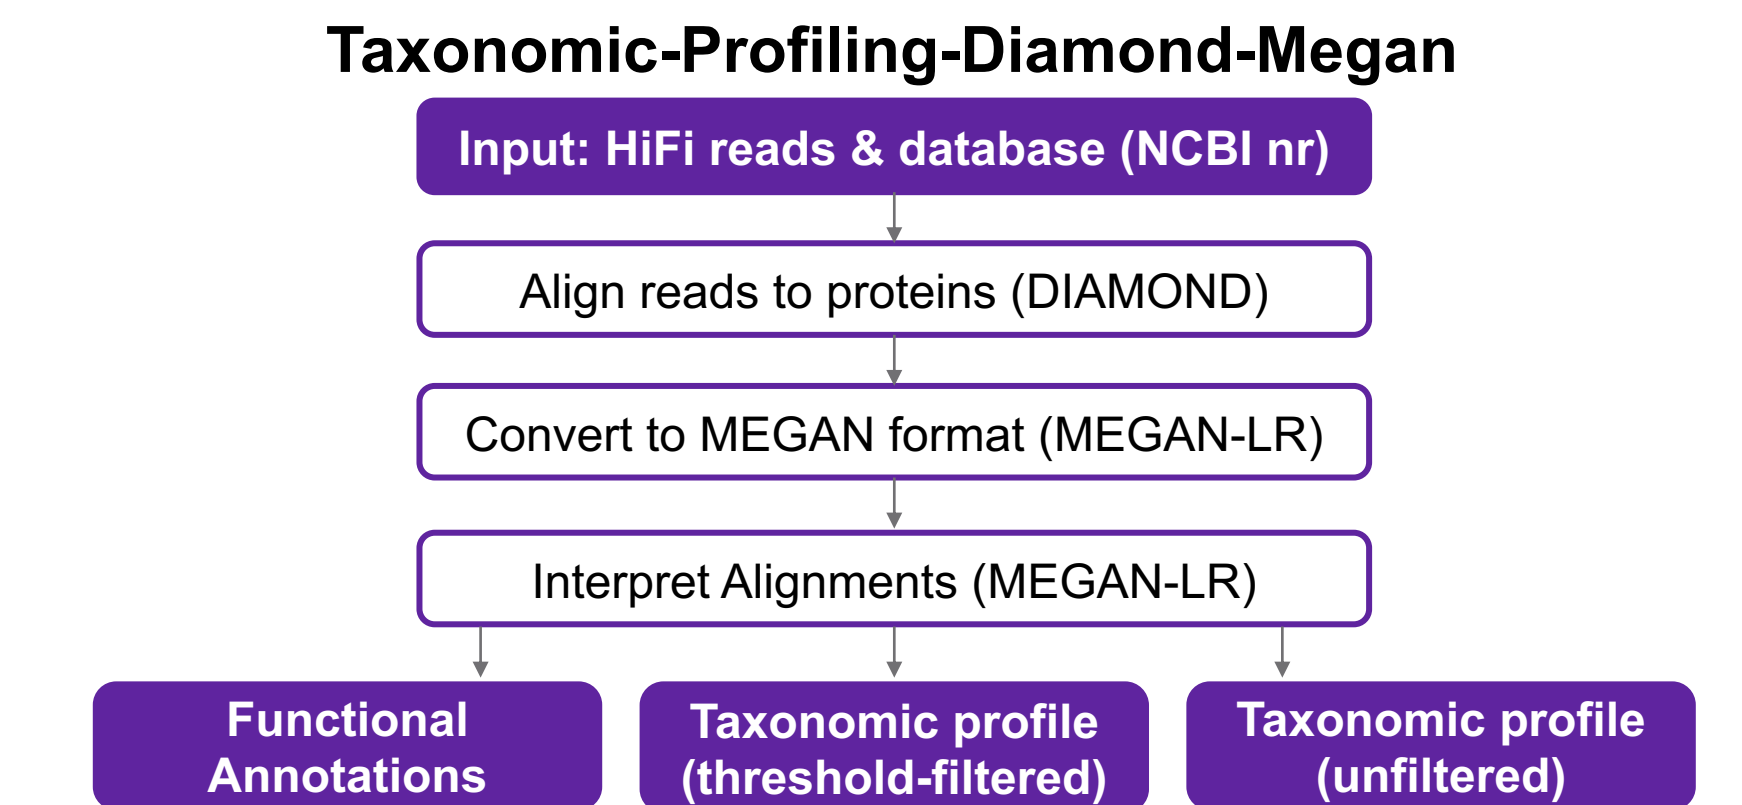 Taxonomic-Profiling-Diamond-Megan
Input: HiFi reads & database (NCBI nr)
Align reads to proteins (DIAMOND)
Convert to MEGAN format (MEGAN-LR)
Interpret Alignments (MEGAN-LR)
Functional
Annotations
Taxonomic profile
(threshold-filtered)
Taxonomic profile
(unfiltered)